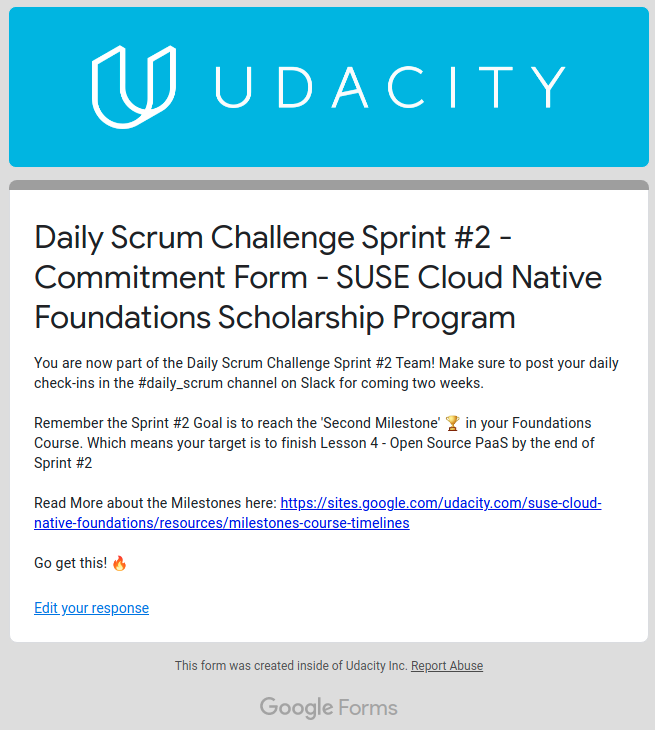 UDACITY
Daily Scrum Challenge Sprint #2 -
Commitment Form - SUSE Cloud Native
Foundations Scholarship Program
You are now part of the Daily Scrum Challenge Sprint #2 Team! Make sure to post your daily
check-ins in the #daily_scrum channel on Slack for coming two weeks.
Remember the Sprint #2 Goal is to reach the 'Second Milestone' 🏆 in your Foundations
Course. Which means your target is to finish Lesson 4 - Open Source PaaS by the end of
Sprint #2
Read More about the Milestones here: https://sites.google.com/udacity.com/suse-cloud-
native-foundations/resources/milestones-course-timelines
Go get this! 🔥
Edit your response
This form was created inside of Udacity Inc. Report Abuse
Google Forms